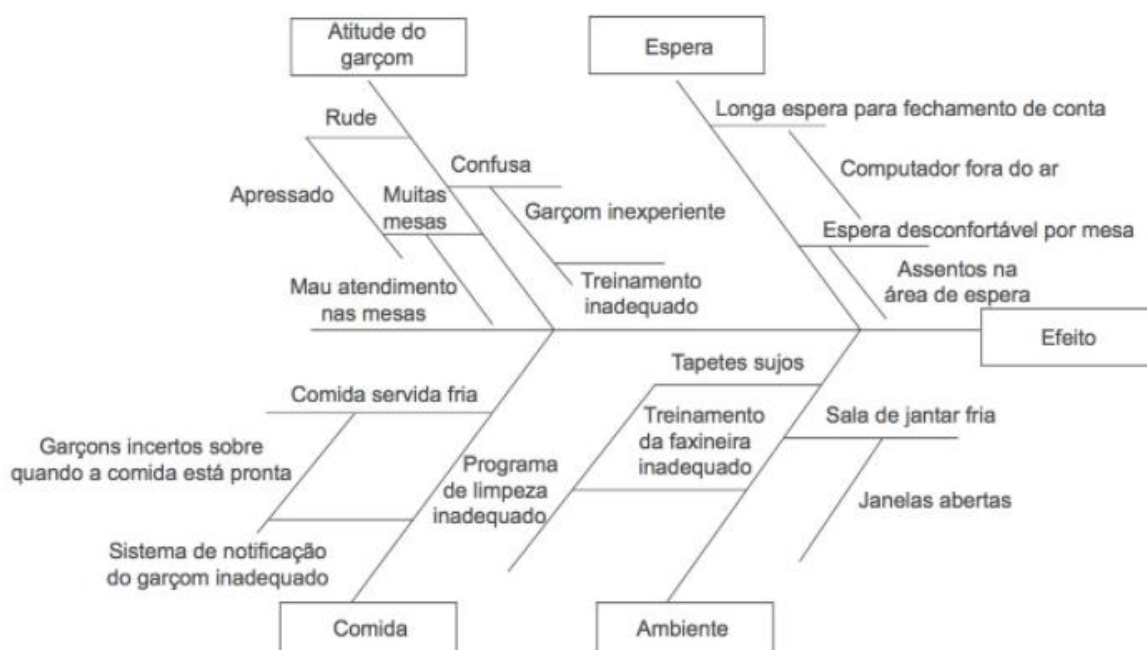 Atitude do
garçom
Espera
Rude
Longa espera para fechamento de conta
Confusa
Computador fora do ar
Apressado
Muitas
mesas
Garçom inexperiente
Espera desconfortável por mesa
Mau atendimento
nas mesas
Treinamento
inadequado
Assentos na
área de espera
Efeito
Tapetes sujos
Comida servida fria
Treinamento
da faxineira
inadequado
Sala de jantar fria
Garçons incertos sobre
quando a comida está pronta
Programa
de limpeza
inadequado
Janelas abertas
Sistema de notificação
do garçom inadequado
Comida
Ambiente